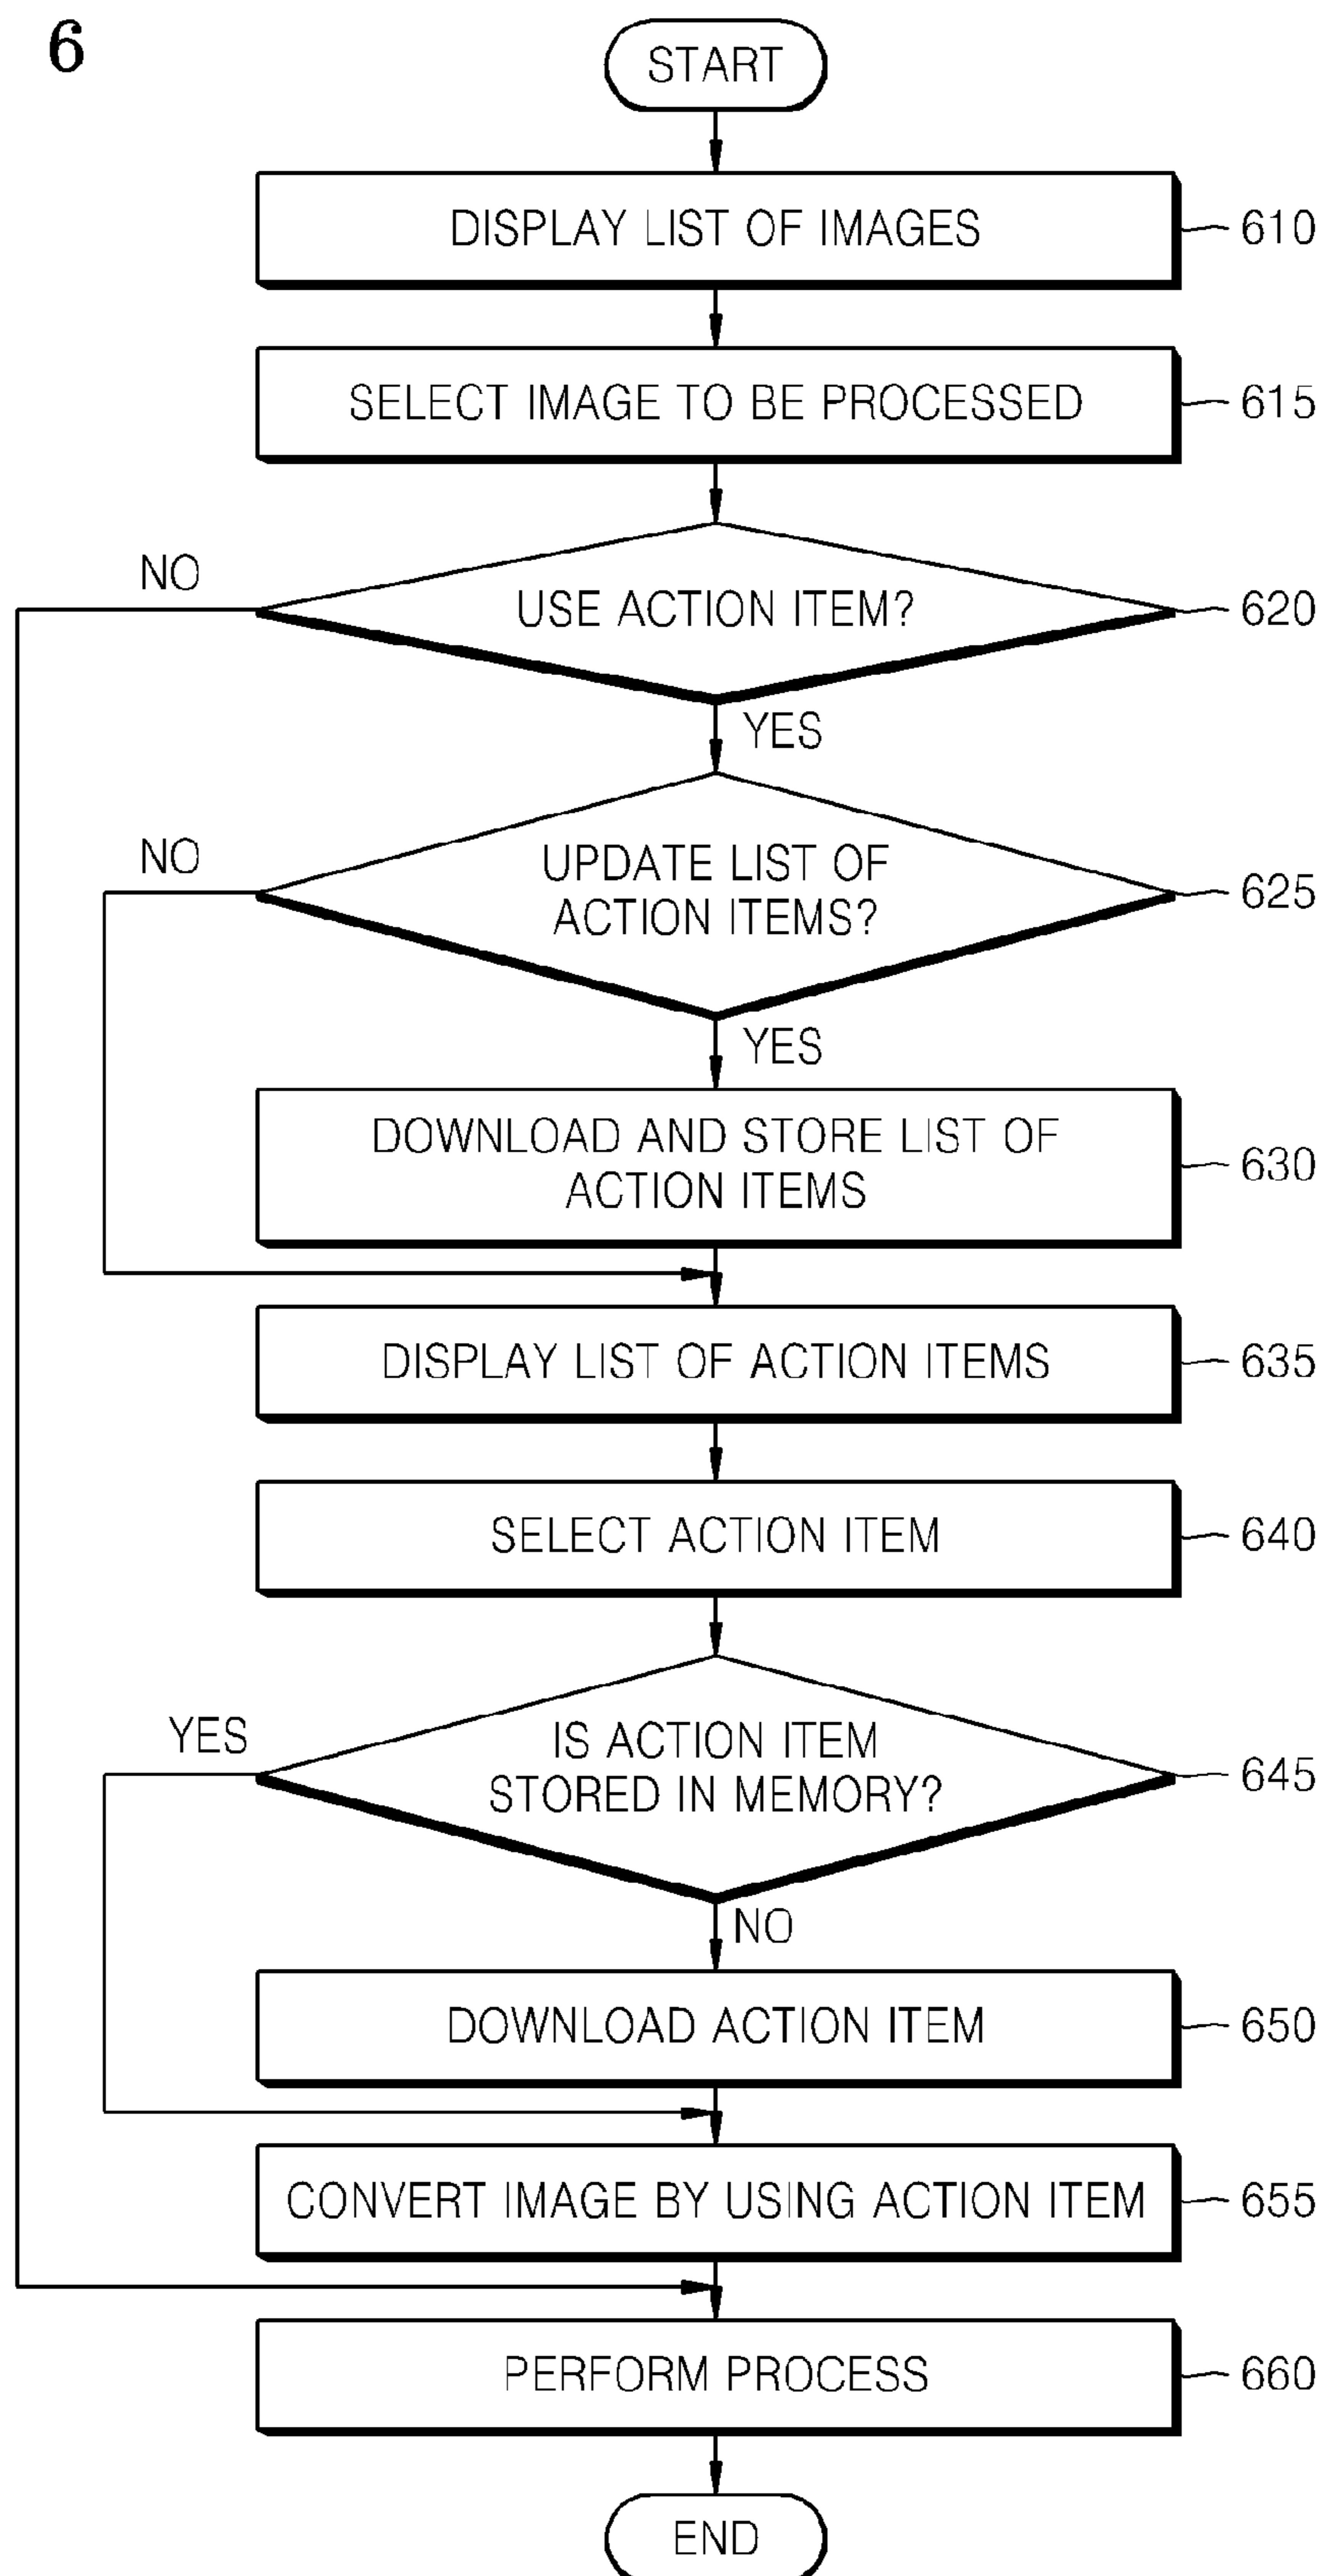 6
START
DISPLAY LIST OF IMAGES
610
SELECT IMAGE TO BE PROCESSED
615
NO
USE ACTION ITEM?
620
YES
NO
UPDATE LIST OF
ACTION ITEMS?
625
YES
DOWNLOAD AND STORE LIST OF
ACTION ITEMS
630
DISPLAY LIST OF ACTION ITEMS
635
SELECT ACTION ITEM
640
YES
IS ACTION ITEM
STORED IN MEMORY?
645
NO
DOWNLOAD ACTION ITEM
650
CONVERT IMAGE BY USING ACTION ITEM
655
PERFORM PROCESS
660
END